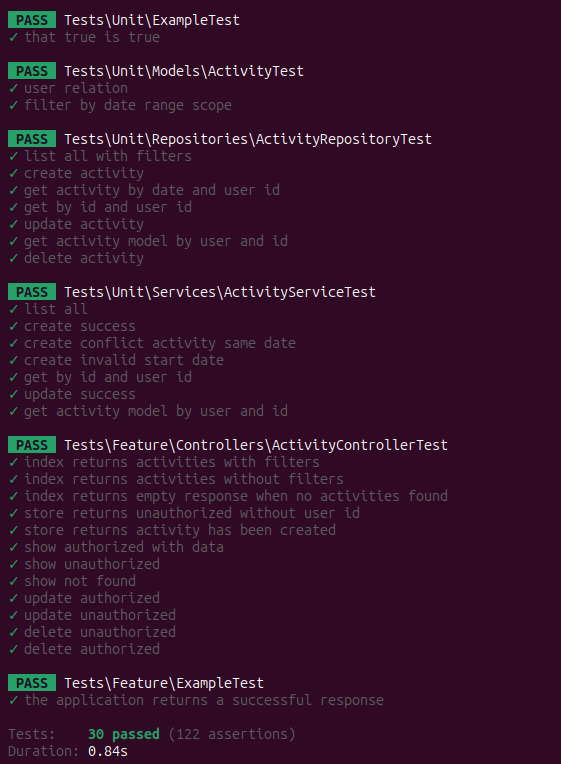 PASS Tests\Unit\ExampleTest
✓ that true is true
PASS Tests\Unit\Models\ActivityTest
✓ user relation
✓ filter by date range scope
PASS Tests\Unit\Repositories\ActivityRepositoryTest
✓ list all with filters
✓ create activity
✓ get activity by date and user id
✓ get by id and user id
✓ update activity
✓ get activity model by user and id
✓ delete activity
PASS Tests\Unit\Services\ActivityServiceTest
✓ list all
✓ create success
✓ create conflict activity same date
✓ create invalid start date
✓ get by id and user id
✓ update success
✓ get activity model by user and id
PASS Tests\Feature\Controllers\ActivityControllerTest
✓ index returns activities with filters
✓ index returns activities without filters
✓ index returns empty response when no activities found
✓ store returns unauthorized without user id
✓ store returns activity has been created
✓ show authorized with data
✓ show unauthorized
✓ show not found
✓ update authorized
✓ update unauthorized
✓ delete unauthorized
✓ delete authorized
PASS Tests\Feature\ExampleTest
✓ the application returns a successful response
Tests: 30 passed (122 assertions)
Duration: 0.84s